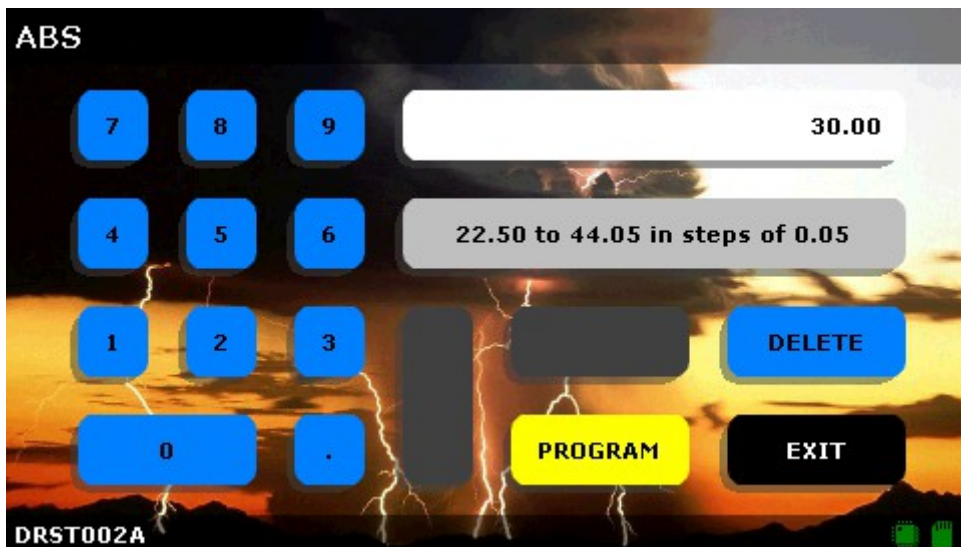 ABS
7 8 9 30.00
4 5 6 22.50 to 44.05 in steps of 0.05
1 2 3 DELETE
0 . PROGRAM EXIT
DRST002A